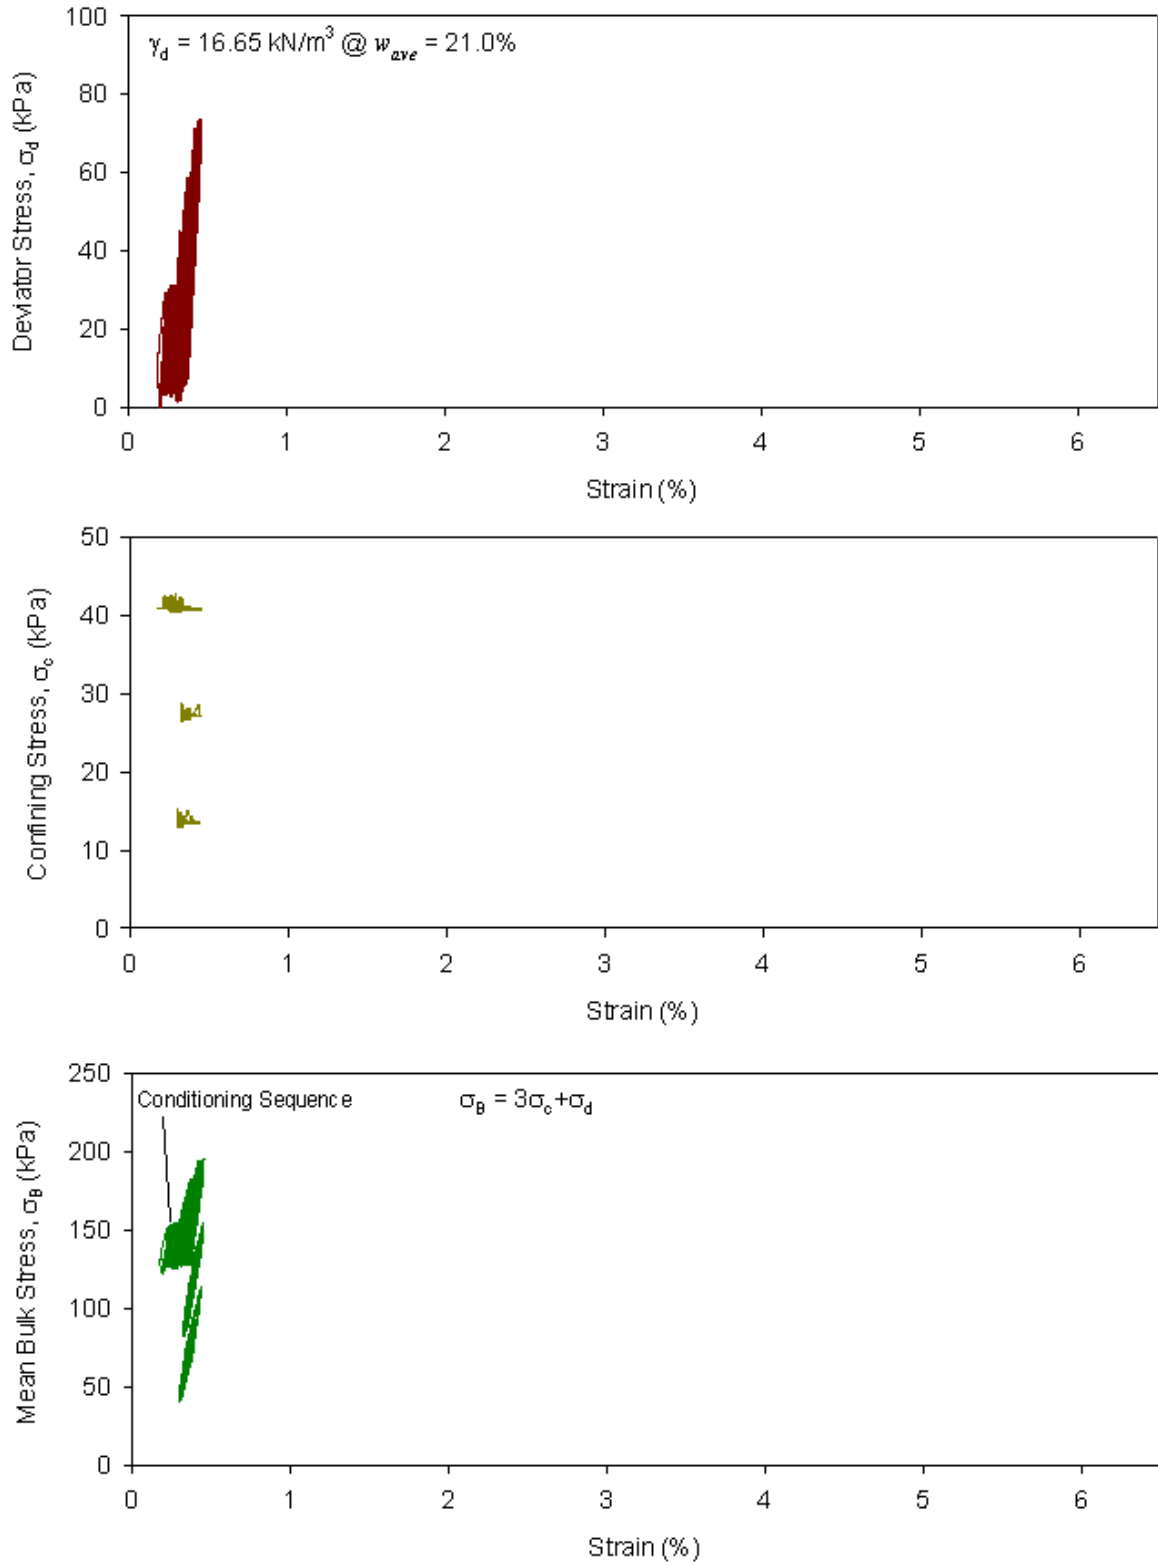 100
γd = 16.65 kN/m³ @ wave = 21.0%
80
60
40
20
0
Deviator Stress, σd (kPa)
0 1 2 3 4 5 6
Strain (%)
50
40
30
20
10
0
Confining Stress, σc (kPa)
0 1 2 3 4 5 6
Strain (%)
250
Conditioning Sequence σB = 3σc+σd
200
150
100
50
0
Mean Bulk Stress, σB (kPa)
0 1 2 3 4 5 6
Strain (%)